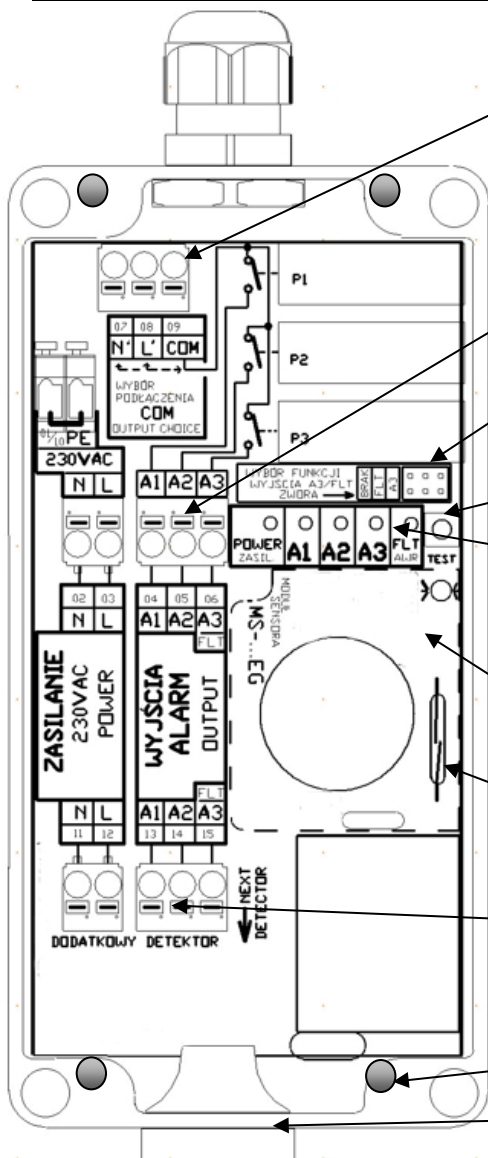 P1
07 08 09
N' L' COM
WYBÓR
PODŁĄCZENIA
COM
OUTPUT CHOICE
P2
P3
01/10 PE
230VAC
N L
A1 A2 A3
WYBÓR FUNKCJI
WYJŚCIA A3/FLT
ZWORA
BRAK
FLT
A3
POWER
ZASIL.
A1 A2 A3
FLT
AWR
TEST
02 03
N L
04 05 06
A1 A2 A3
FLT
MODUŁ
SENSORA
MS-...EG
ZASILANIE
230VAC
POWER
WYJŚCIA
ALARM
OUTPUT
FLT
N L
11 12
A1 A2 A3
13 14 15
NEXT
DETECTOR
DODATKOWY DETEKTOR